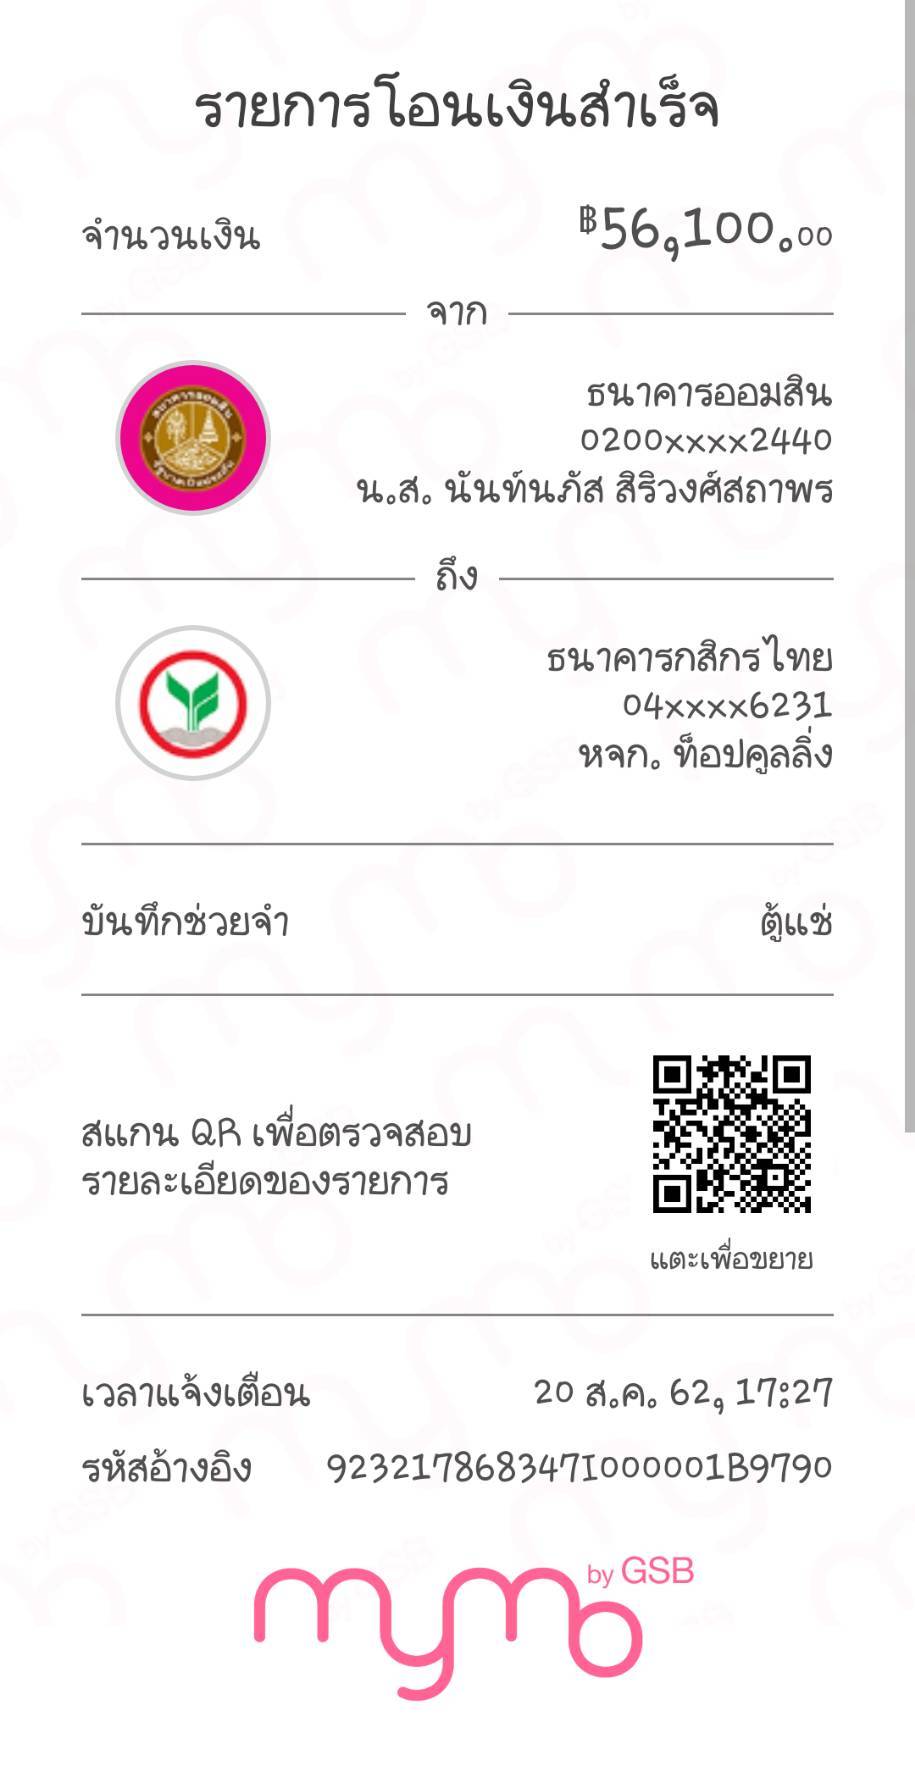 รายการโอนเงินสำเร็จ
จำนวนเงิน ฿56,100.00
จาก
ธนาคารออมสิน
0200xxxx2440
น.ส. นันท์นภัส สิริวงศ์สถาพร
ถึง
ธนาคารกสิกรไทย
04xxxx6231
หจก. ท็อปคูลลิ่ง
บันทึกช่วยจำ ตู้แช่
สแกน QR เพื่อตรวจสอบ
รายละเอียดของรายการ
แตะเพื่อขยาย
เวลาแจ้งเตือน 20 ส.ค. 62, 17:27
รหัสอ้างอิง 923217868347I000001B9790
mymo by GSB